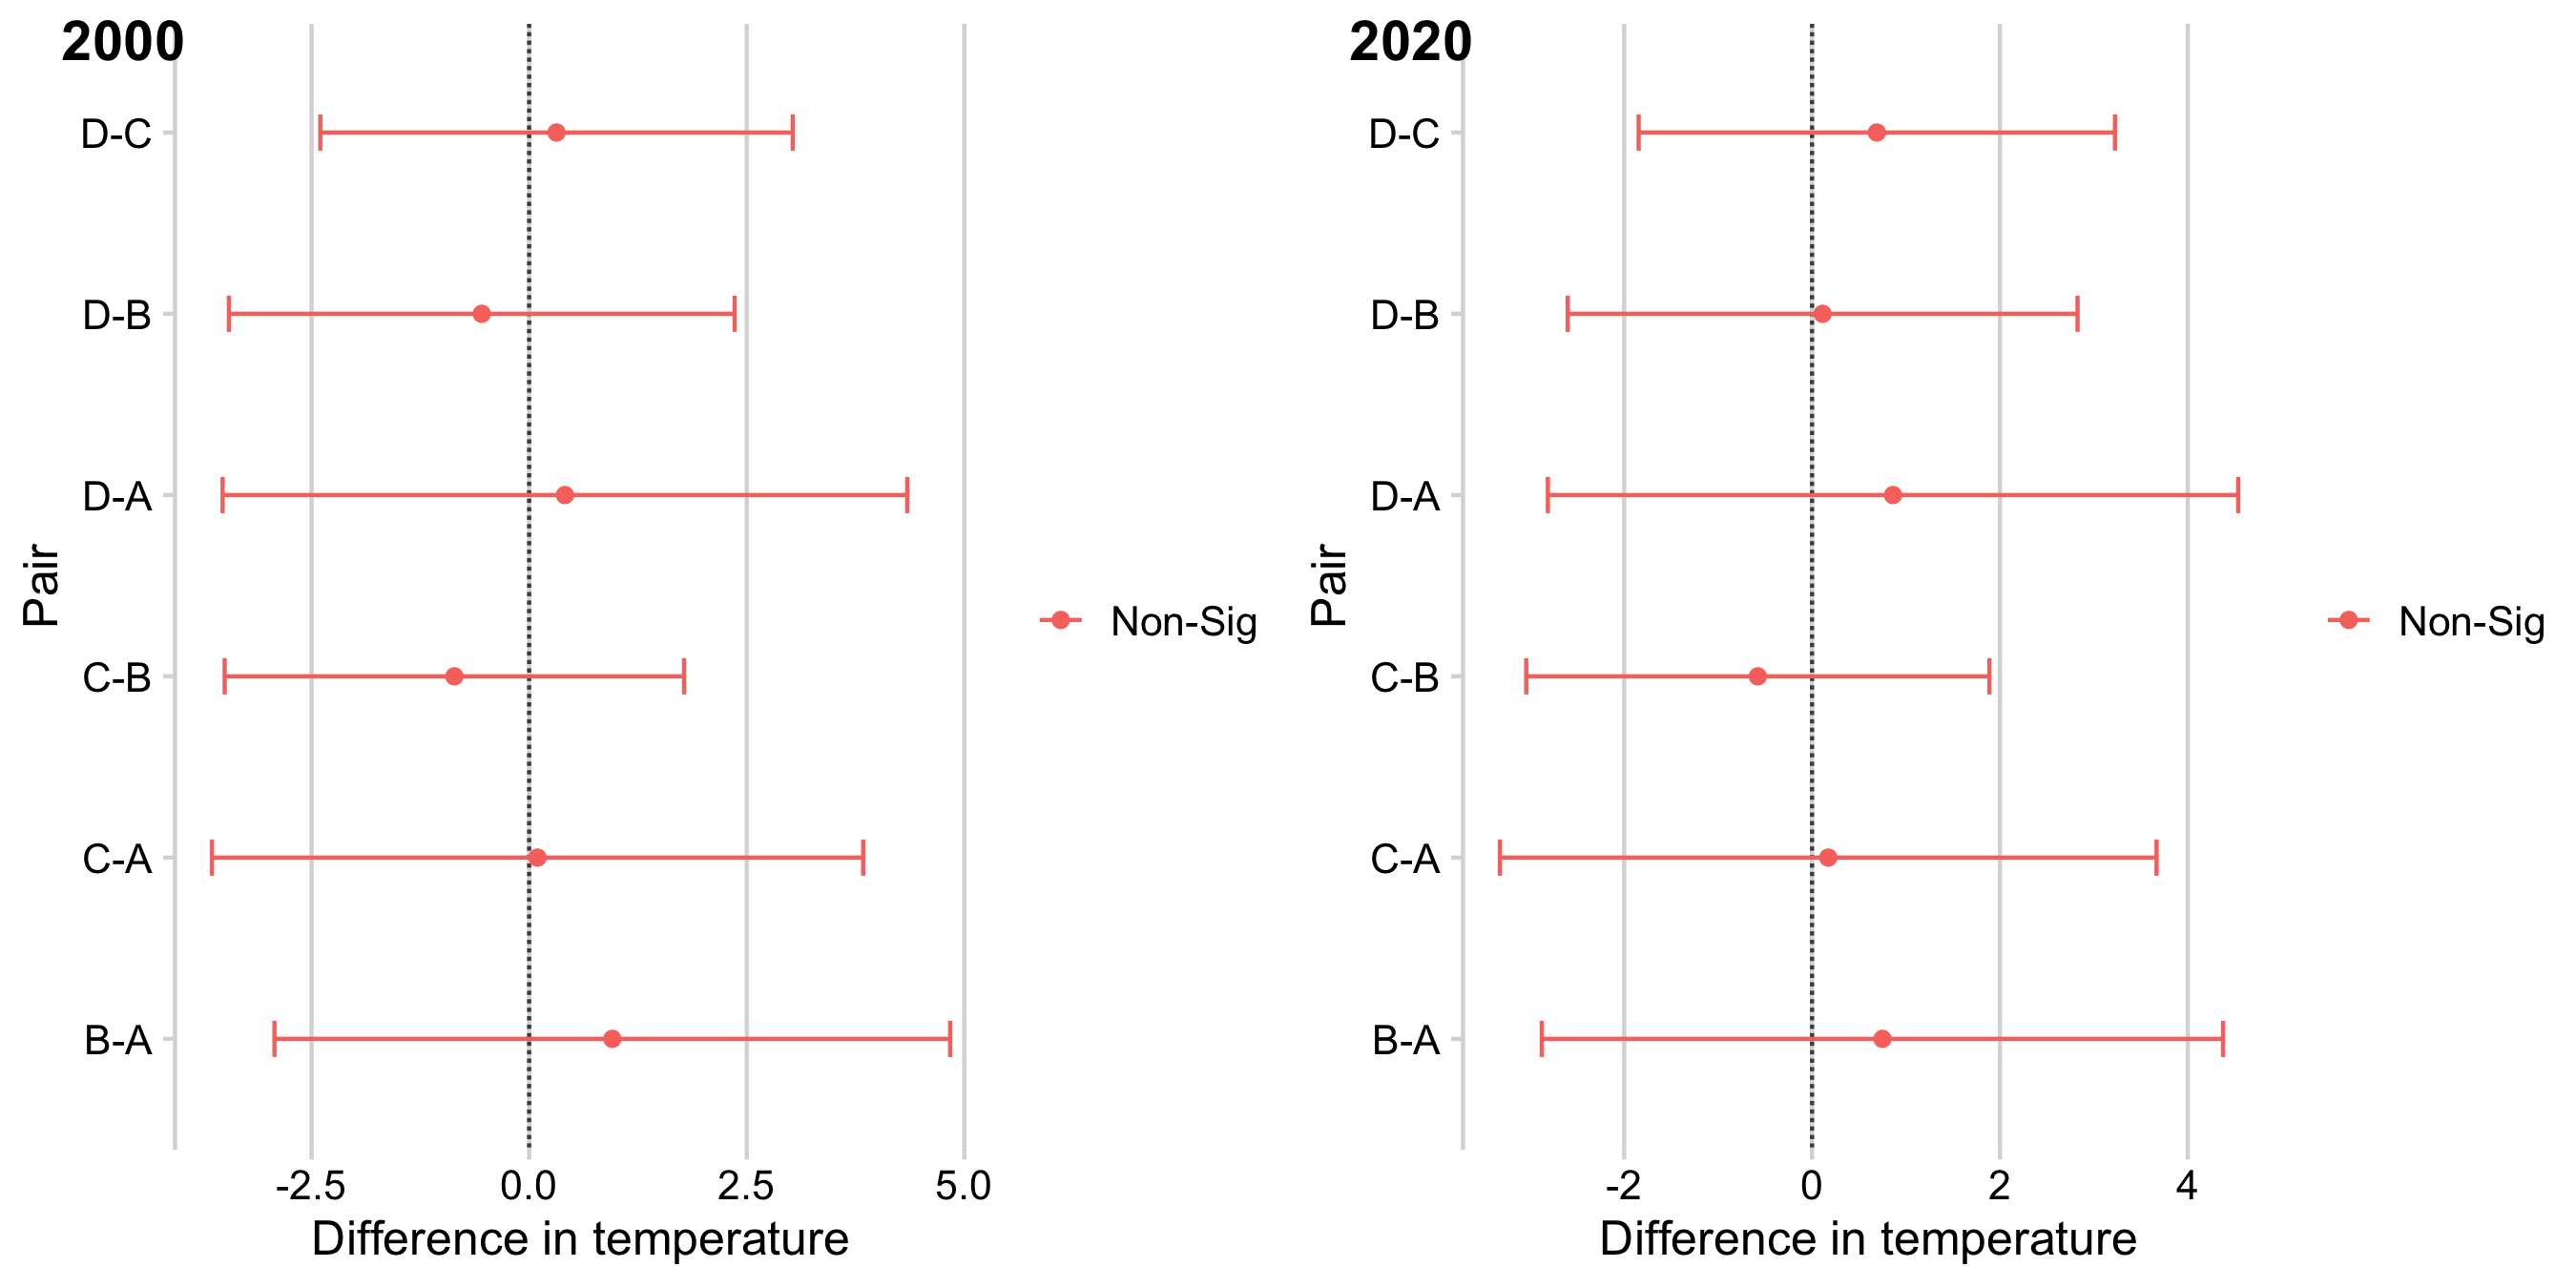 2000
D-C
D-B
D-A
C-B
C-A
B-A
Pair
-2.5 0.0 2.5 5.0
Difference in temperature
Non-Sig
2020
D-C
D-B
D-A
C-B
C-A
B-A
Pair
-2 0 2 4
Difference in temperature
Non-Sig